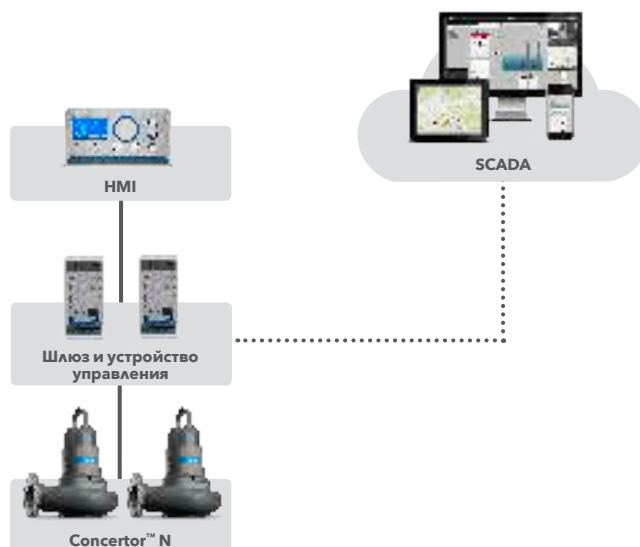 SCADA
HMI
Шлюз и устройство
управления
Concertor™ N